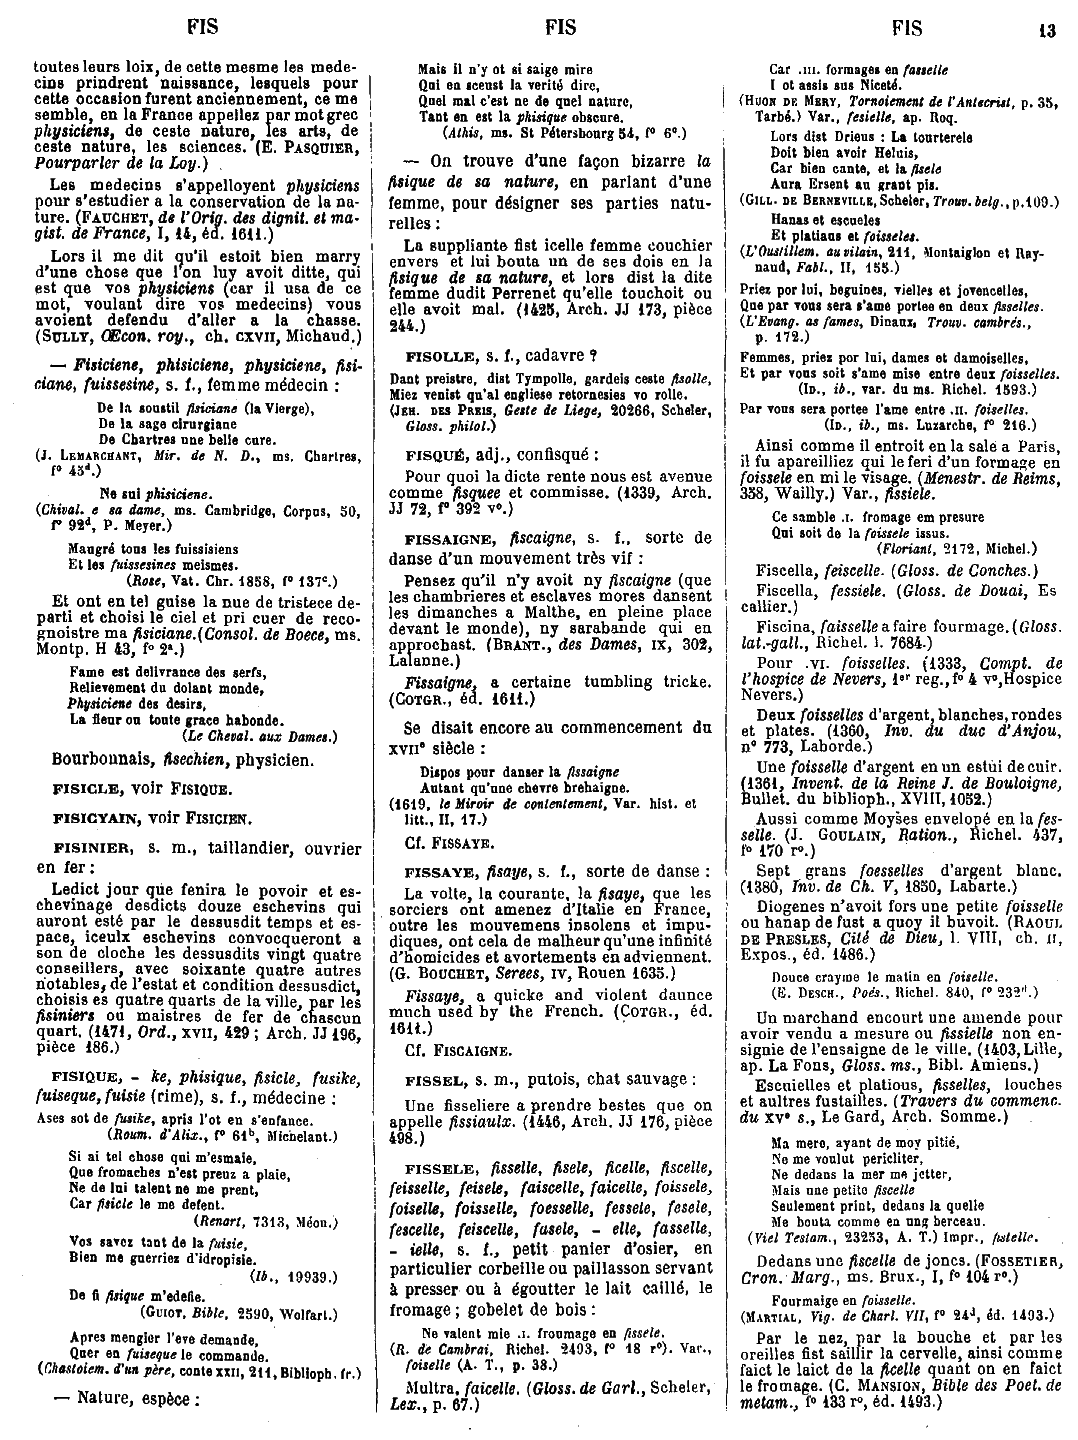 FIS
FIS
FIS
13
toutes leurs loix, de cette mesme les mede-
cins prindrent naissance, lesquels pour
cette occasion furent anciennement, ce me
semble, en la France appellez par mot grec
physiciens, de ceste nature, les arts, de
ceste nature, les sciences. (E. PASQUIER,
Pourparler de la Loy.)
Les medecins s'appelloyent physiciens
pour s'estudier a la conservation de la na-
ture. (FAUCHET, de l'Orig. des dignit. et ma-
gist. de France, I, 14, éd. 1611.)
Lors il me dit qu'il estoit bien marry
d'une chose que l'on luy avoit ditte, qui
est que vos physiciens (car il usa de ce
mot, voulant dire vos medecins) vous
avoient defendu d'aller a la chasse.
(SULLY, Œcon. roy., ch. CXVII, Michaud.)
— Fisiciene, phisiciene, physiciene, fisi-
ciane, fuissesine, s. f., femme médecin :
De la soustil fisiciane (la Vierge),
De la sage cirurgiane
De Chartres une belle cure.
(J. LEMARCHANT, Mir. de N. D., ms. Chartres,
f° 43d.)
Ne sui phisiciene.
(Chival. e sa dame, ms. Cambridge, Corpus, 50,
f° 92d, P. Meyer.)
Maugré tous les fuissisiens
Et les fuissesines meismes.
(Rose, Vat. Chr. 1858, f° 137c.)
Et ont en tel guise la nue de tristece de-
parti et choisi le ciel et pri cuer de reco-
gnoistre ma fisiciane. (Consol. de Boece, ms.
Montp. H 43, f° 2a.)
Fame est delivrance des serfs,
Relievement du dolant monde,
Physiciene des desirs,
La fleur ou toute grace habonde.
(Le Cheval. aux Dames.)
Bourbonnais, fisechien, physicien.
FISICLE, voir FISIQUE.
FISICYAIN, voir FISICIEN.
FISINIER, s. m., taillandier, ouvrier
en fer :
Ledict jour que fenira le povoir et es-
chevinage desdicts douze eschevins qui
auront esté par le dessusdit temps et es-
pace, iceulx eschevins convocqueront a
son de cloche les dessusdits vingt quatre
conseillers, avec soixante quatre autres
notables, de l'estat et condition dessusdict,
choisis es quatre quarts de la ville, par les
fisiniers ou maistres de fer de chascun
quart. (1471, Ord., XVII, 429 ; Arch. JJ 196,
pièce 186.)
FISIQUE, - ke, phisique, fisicle, fusike,
fuiseque, fuisie (rime), s. f., médecine :
Ases sot de fusike, apris l'ot en s'enfance.
(Roum. d'Alix., f° 61b, Michelant.)
Si ai tel chose qui m'esmaie,
Que fromaches n'est preuz a plaie,
Ne de lui talent ne me prent,
Car fisicle le me defent.
(Renart, 7313, Méon.)
Vos savez tant de la fuisie,
Bien me guerriez d'idropisie.
(Ib., 19939.)
De fi fisique m'edefie.
(GUIOT, Bible, 2590, Wolfart.)
Apres mengier l'eve demande,
Quer en fuiseque le commande.
(Chastoiem. d'un père, conte XXII, 211, Biblioph. fr.)
— Nature, espèce :
Mais il n'y ot si saige mire
Qui en sceust la verité dire,
Quel mal c'est ne de quel nature,
Tant en est la phisique obscure.
(Athis, ms. St Pétersbourg 54, f° 6c.)
— On trouve d'une façon bizarre la
fisique de sa nature, en parlant d'une
femme, pour désigner ses parties natu-
relles :
La suppliante fist icelle femme couchier
envers et lui bouta un de ses dois en la
fisique de sa nature, et lors dist la dite
femme dudit Perrenet qu'elle touchoit ou
elle avoit mal. (1425, Arch. JJ 173, pièce
244.)
FISOLLE, s. f., cadavre ?
Dant preistre, dist Tympolle, gardeis ceste fisolle,
Miez venist qu'al engliese retornesies vo rolle.
(JEH. DES PREIS, Geste de Liege, 20266, Scheler,
Gloss. philol.)
FISQUÉ, adj., confisqué :
Pour quoi la dicte rente nous est avenue
comme fisquee et commisse. (1339, Arch.
JJ 72, f° 392 v°.)
FISSAIGNE, fiscaigne, s. f., sorte de
danse d'un mouvement très vif :
Pensez qu'il n'y avoit ny fiscaigne (que
les chambrieres et esclaves mores dansent
les dimanches a Malthe, en pleine place
devant le monde), ny sarabande qui en
approchast. (BRANT., des Dames, IX, 302,
Lalanne.)
Fissaigne, a certaine tumbling tricke.
(COTGR., éd. 1611.)
Se disait encore au commencement du
XVIIe siècle :
Dispos pour danser la fissaigne
Autant qu'une chevre brehaigne.
(1619, le Miroir de contentement, Var. hist. et
litt., II, 17.)
Cf. FISSAYE.
FISSAYE, fisaye, s. f., sorte de danse :
La volte, la courante, la fisaye, que les
sorciers ont amenez d'Italie en France,
outre les mouvemens insolens et impu-
diques, ont cela de malheur qu'une infinité
d'homicides et avortements en adviennent.
(G. BOUCHET, Serees, IV, Rouen 1635.)
Fissaye, a quicke and violent daunce
much used by the French. (COTGR., éd.
1611.)
Cf. FISCAIGNE.
FISSEL, s. m., putois, chat sauvage :
Une fisseliere a prendre bestes que on
appelle fissiaulx. (1446, Arch. JJ 176, pièce
498.)
FISSELE, fisselle, fisele, ficelle, fiscelle,
feisselle, feisele, faiscelle, faicelle, foissele,
foiselle, foisselle, foesselle, fessele, fesele,
fescelle, feiscelle, fasele, - elle, fasselle,
- ielle, s. f., petit panier d'osier, en
particulier corbeille ou paillasson servant
à presser ou à égoutter le lait caillé, le
fromage ; gobelet de bois :
Ne valent mie .I. froumage en fissele.
(R. de Cambrai, Richel. 2493, f° 18 r°). Var.,
foiselle (A. T., p. 38.)
Multra, faicelle. (Gloss. de Garl., Scheler,
Lex., p. 67.)
Car .III. formages en fasselle
I ot assis sus Niceté.
(HUON DE MERY, Tornoiement de l'Antecrist, p. 35,
Tarbé.) Var., fesielle, ap. Roq.
Lors dist Drieus : La tourterele
Doit bien avoir Heluis,
Car bien cante, et la fisele
Aura Ersent au grant pis.
(GILL. DE BERNEVILLE, Scheler, Trouv. belg., p. 109.)
Hanas et escueles
Et platiaus et foisseles.
(L'Oustillem. au vilain, 211, Montaiglon et Ray-
naud, Fabl., II, 155.)
Priez por lui, beguines, vielles et jovencelles,
Que par vous sera s'ame portee en deux fisselles.
(L'Evang. as fames, Dinaux, Trouv. cambrés.,
p. 172.)
Femmes, priez por lui, dames et damoiselles,
Et par vous soit s'ame mise entre deux foisselles.
(ID., ib., var. du ms. Richel. 1593.)
Par vous sera portee l'ame entre .II. foiselles.
(ID., ib., ms. Luzarche, f° 216.)
Ainsi comme il entroit en la sale a Paris,
il fu apareilliez qui le feri d'un formage en
foissele en mi le visage. (Menestr. de Reims,
358, Wailly.) Var., fissiele.
Ce samble .I. fromage em presure
Qui soit de la foissele issus.
(Floriant, 2172, Michel.)
Fiscella, feiscelle. (Gloss. de Conches.)
Fiscella, fessiele. (Gloss. de Douai, Es
callier.)
Fiscina, faisselle a faire fourmage. (Gloss.
lat.-gall., Richel. l. 7684.)
Pour .VI. foisselles. (1333, Compt. de
l'hospice de Nevers, 1er reg., f° 4 v°, Hospice
Nevers.)
Deux foisselles d'argent, blanches, rondes
et plates. (1360, Inv. du duc d'Anjou,
n° 773, Laborde.)
Une foisselle d'argent en un estui de cuir.
(1361, Invent. de la Reine J. de Bouloigne,
Bullet. du biblioph., XVIII, 1052.)
Aussi comme Moyses envelopé en la fes-
selle. (J. GOULAIN, Ration., Richel. 437,
f° 170 r°.)
Sept grans foesselles d'argent blanc.
(1380, Inv. de Ch. V, 1850, Labarte.)
Diogenes n'avoit fors une petite foisselle
ou hanap de fust a quoy il buvoit. (RAOUL
DE PRESLES, Cité de Dieu, l. VIII, ch. II,
Expos., éd. 1486.)
Douce crayme le matin en foiselle.
(E. DESCH., Poés., Richel. 840, f° 232d.)
Un marchand encourt une amende pour
avoir vendu a mesure ou fissielle non en-
signie de l'ensaigne de le ville. (1403, Lille,
ap. La Fons, Gloss. ms., Bibl. Amiens.)
Escuielles et platious, fisselles, louches
et aultres fustailles. (Travers du commenc.
du XVe s., Le Gard, Arch. Somme.)
Ma mere, ayant de moy pitié,
Ne me voulut pericliter,
Ne dedans la mer me jetter,
Mais une petite fiscelle
Seulement print, dedans la quelle
Me bouta comme en ung berceau.
(Viel Testam., 23253, A. T.) Impr., fistelle.
Dedans une fiscelle de joncs. (FOSSETIER,
Cron. Marg., ms. Brux., I, f° 104 r°.)
Fourmaige en foisselle.
(MARTIAL, Vig. de Charl. VII, f° 24d, éd. 1493.)
Par le nez, par la bouche et par les
oreilles fist saillir la cervelle, ainsi comme
faict le laict de la ficelle quant on en faict
le fromage. (C. MANSION, Bible des Poet. de
metam., f° 133 r°, éd. 1493.)